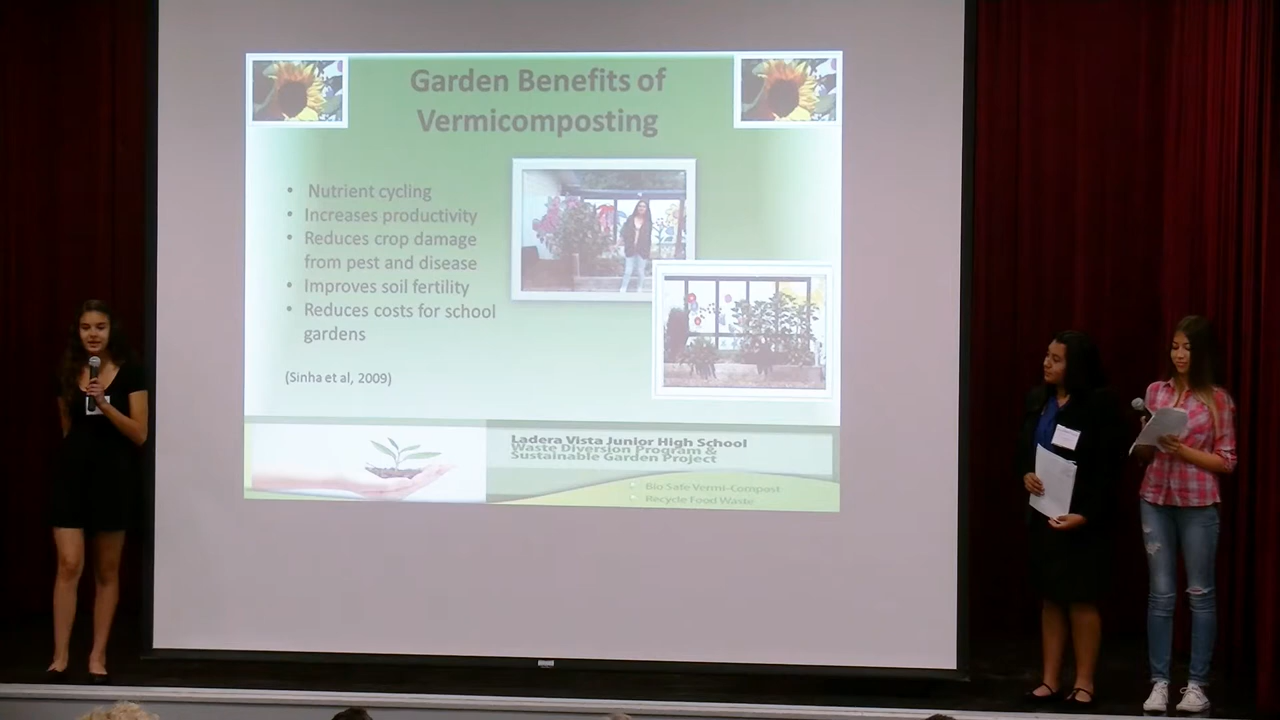 Garden Benefits of
Vermicomposting
• Nutrient cycling
• Increases productivity
• Reduces crop damage
from pest and disease
• Improves soil fertility
• Reduces costs for school
gardens
(Sinha et al, 2009)
Ladera Vista Junior High School
Waste Diversion Program &
Sustainable Garden Project
Bio Safe Vermi-Compost
Recycle Food Waste